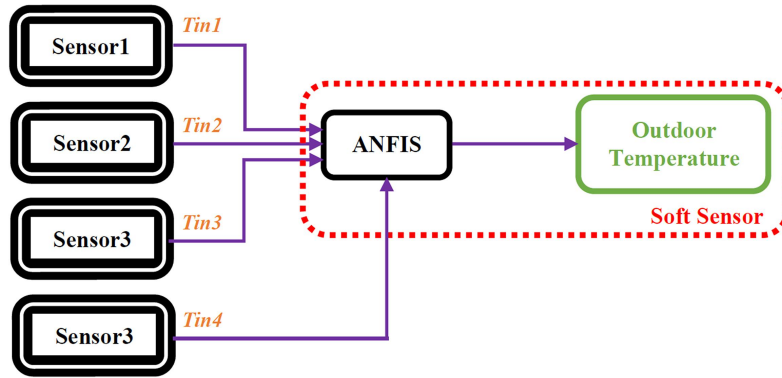 Tin1
Sensor1
Tin2
Sensor2
ANFIS
Outdoor
Temperature
Tin3
Soft Sensor
Sensor3
Tin4
Sensor3